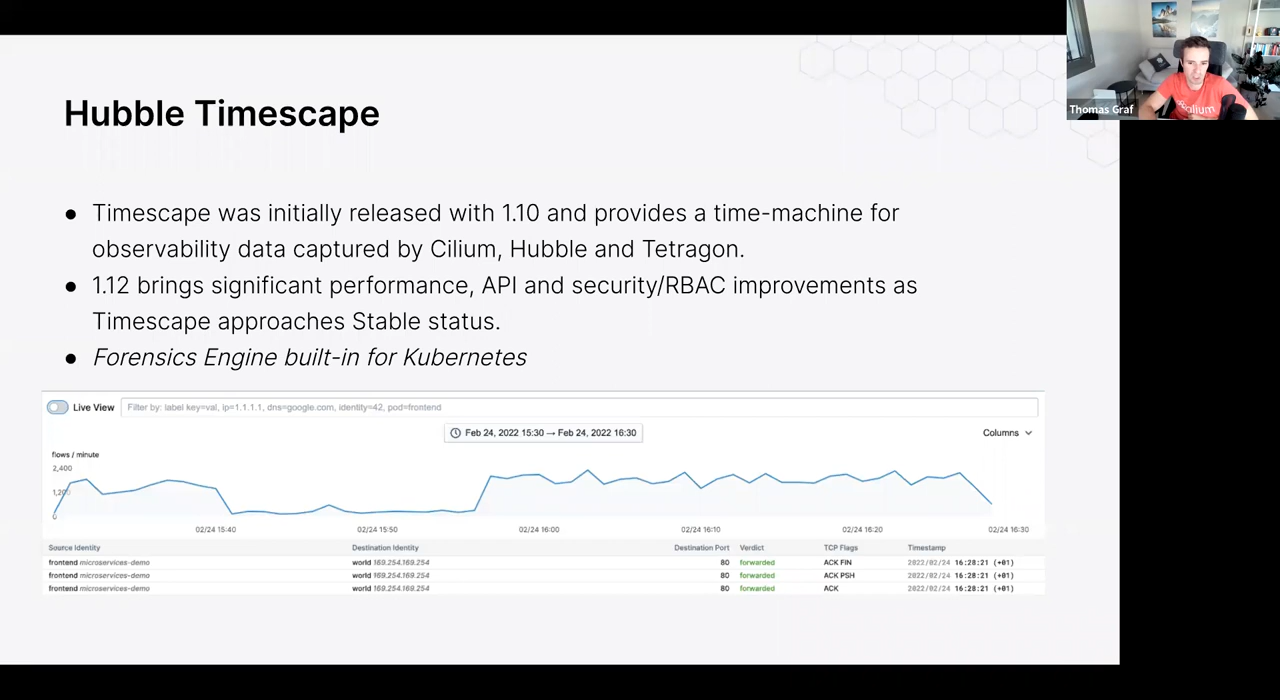 Hubble Timescape
Thomas Graf
● Timescape was initially released with 1.10 and provides a time-machine for
observability data captured by Cilium, Hubble and Tetragon.
● 1.12 brings significant performance, API and security/RBAC improvements as
Timescape approaches Stable status.
● Forensics Engine built-in for Kubernetes
Live View Filter by: label key=val, ip=1.1.1.1, dns=google.com, identity=42, pod=frontend
Feb 24, 2022 15:30 → Feb 24, 2022 16:30 Columns
flows / minute
2,400
1,200
0
02/24 15:40 02/24 15:50 02/24 16:00 02/24 16:10 02/24 16:20 02/24 16:30
Source Identity Destination Identity Destination Port Verdict TCP Flags Timestamp
frontend microservices-demo world 169.254.169.254 80 forwarded ACK FIN 2022/02/24 16:28:21 (+01)
frontend microservices-demo world 169.254.169.254 80 forwarded ACK PSH 2022/02/24 16:28:21 (+01)
frontend microservices-demo world 169.254.169.254 80 forwarded ACK 2022/02/24 16:28:21 (+01)